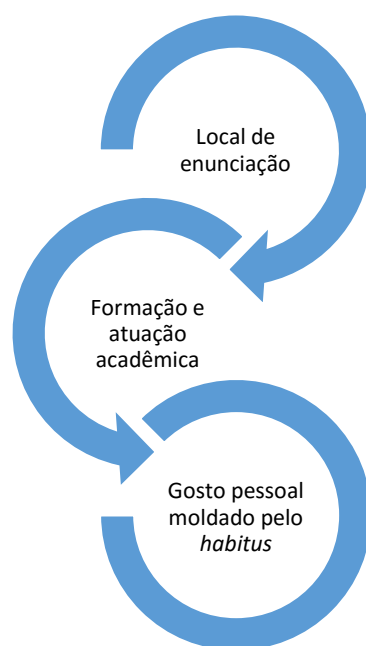 Local de
enunciação
Formação e
atuação
acadêmica
Gosto pessoal
moldado pelo
habitus